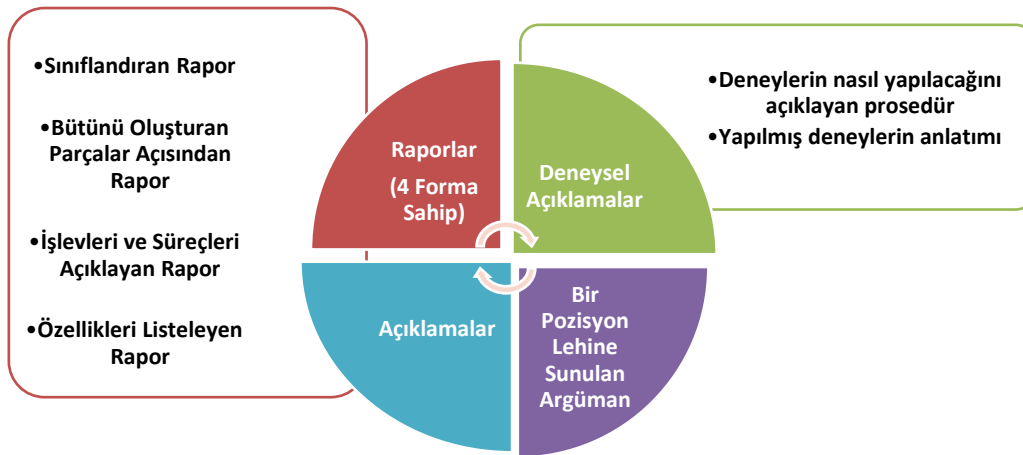 •Sınıflandıran Rapor
•Bütünü Oluşturan
Parçalar Açısından
Rapor
•İşlevleri ve Süreçleri
Açıklayan Rapor
•Özellikleri Listeleyen
Rapor
Raporlar
(4 Forma
Sahip)
Deneysel
Açıklamalar
•Deneylerin nasıl yapılacağını
açıklayan prosedür
•Yapılmış deneylerin anlatımı
Açıklamalar
Bir
Pozisyon
Lehine
Sunulan
Argüman